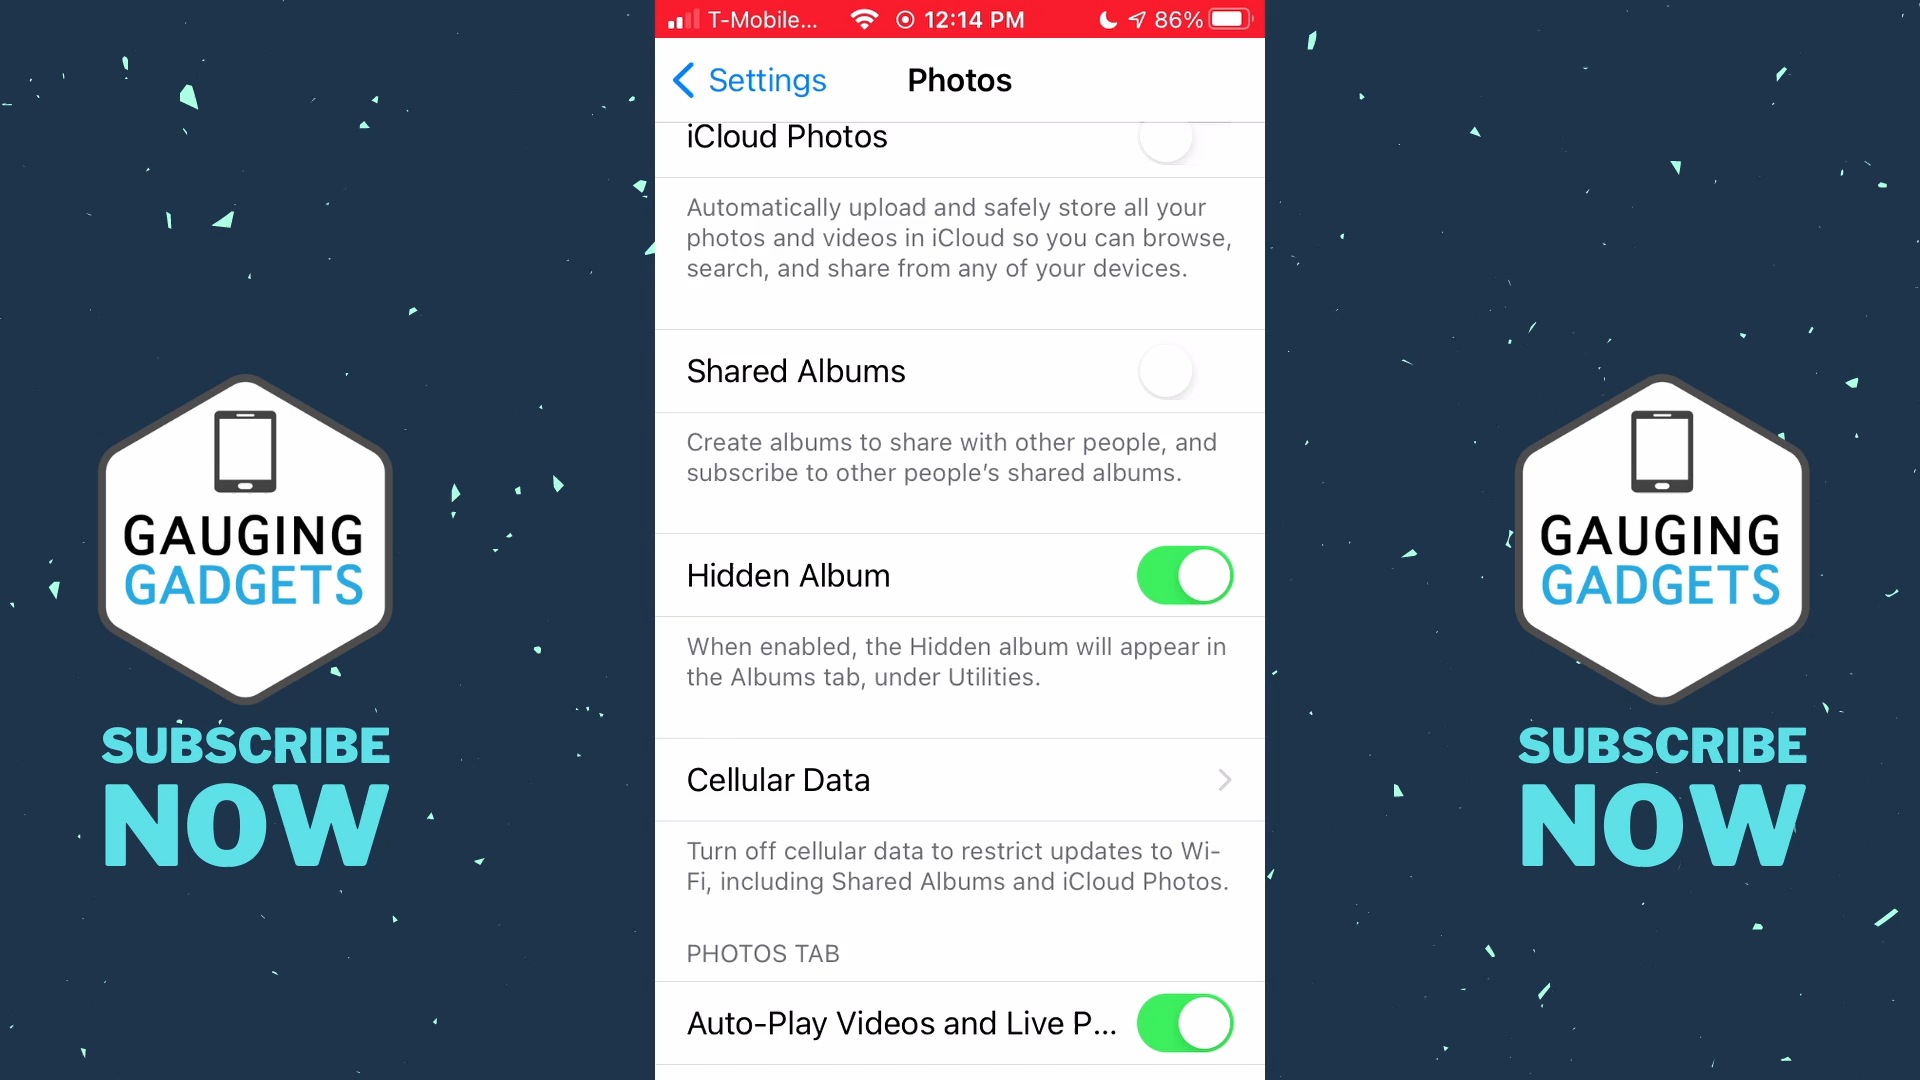 T-Mobile... 12:14 PM 86%
Settings
Photos
iCloud Photos
Automatically upload and safely store all your
photos and videos in iCloud so you can browse,
search, and share from any of your devices.
Shared Albums
Create albums to share with other people, and
subscribe to other people’s shared albums.
Hidden Album
When enabled, the Hidden album will appear in
the Albums tab, under Utilities.
Cellular Data
Turn off cellular data to restrict updates to Wi-
Fi, including Shared Albums and iCloud Photos.
PHOTOS TAB
Auto-Play Videos and Live P...
GAUGING
GADGETS
SUBSCRIBE
NOW
GAUGING
GADGETS
SUBSCRIBE
NOW